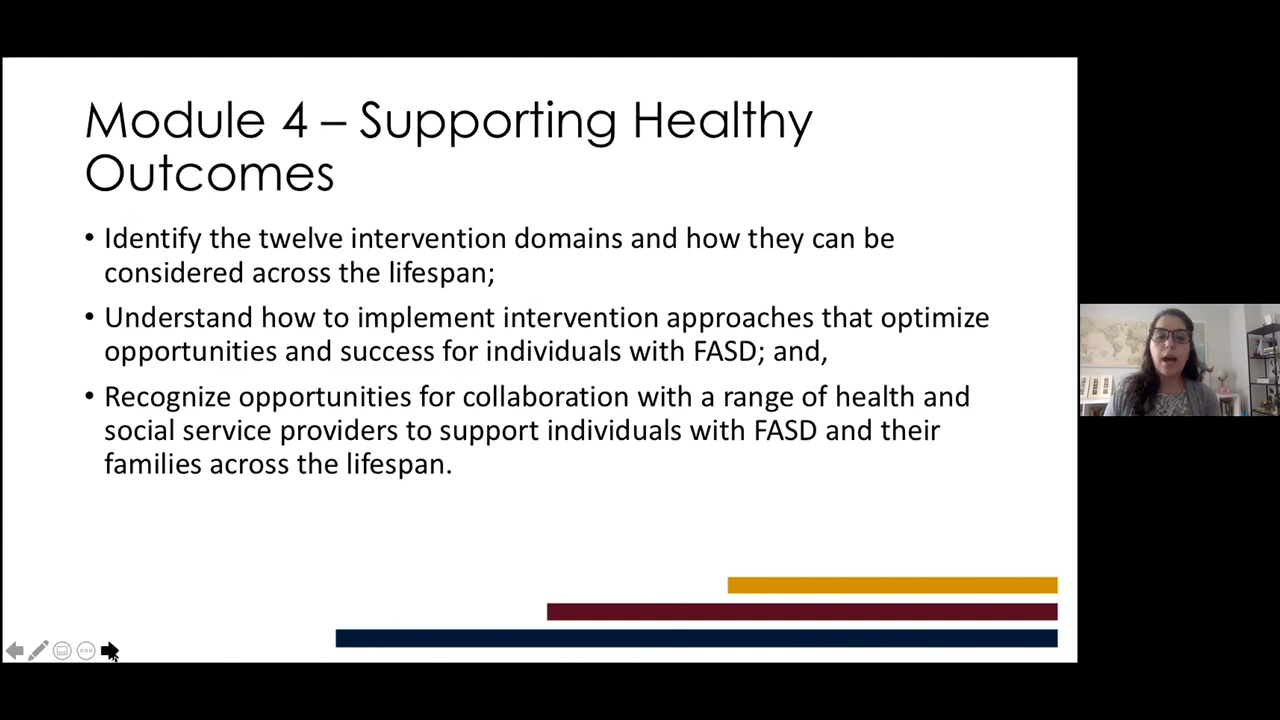 Module 4 – Supporting Healthy
Outcomes
• Identify the twelve intervention domains and how they can be
considered across the lifespan;
• Understand how to implement intervention approaches that optimize
opportunities and success for individuals with FASD; and,
• Recognize opportunities for collaboration with a range of health and
social service providers to support individuals with FASD and their
families across the lifespan.